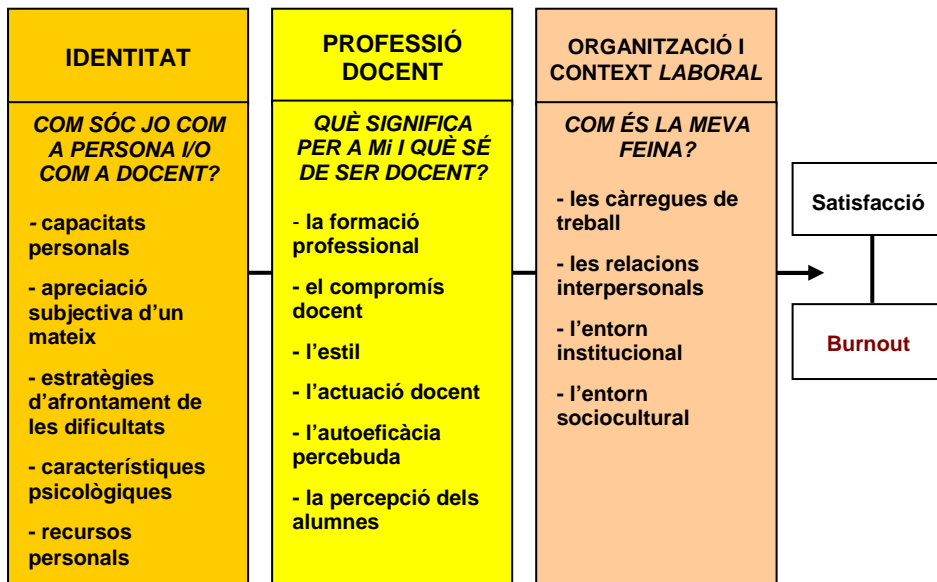 IDENTITAT
COM SÓC JO COM
A PERSONA I/O
COM A DOCENT?
- capacitats
personals
- apreciació
subjectiva d'un
mateix
- estratègies
d'afrontament de
les dificultats
- característiques
psicològiques
- recursos
personals
PROFESSIÓ
DOCENT
QUÈ SIGNIFICA
PER A Mi I QUÈ SÉ
DE SER DOCENT?
- la formació
professional
- el compromís
docent
- l'estil
- l'actuació docent
- l'autoeficàcia
percebuda
- la percepció dels
alumnes
ORGANITZACIÓ I
CONTEXT LABORAL
COM ÉS LA MEVA
FEINA?
- les càrregues de
treball
- les relacions
interpersonals
- l'entorn
institucional
- l'entorn
sociocultural
Satisfacció
Burnout